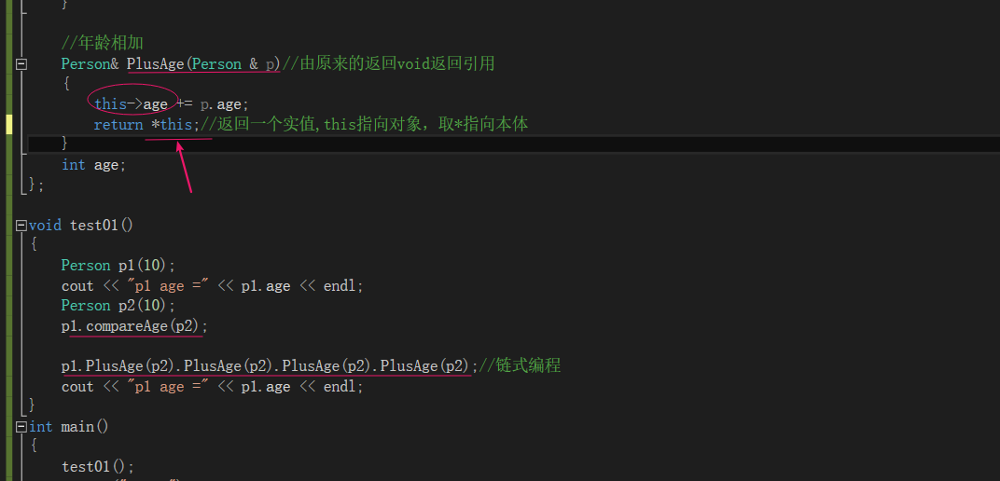 }
//年龄相加
Person& PlusAge(Person & p)//由原来的返回void返回引用
{
this->age += p.age;
return *this;//返回一个实值,this指向对象，取*指向本体
}
int age;
};
void test01()
{
Person p1(10);
cout << "p1 age =" << p1.age << endl;
Person p2(10);
p1.compareAge(p2);
p1.PlusAge(p2).PlusAge(p2).PlusAge(p2).PlusAge(p2);//链式编程
cout << "p1 age =" << p1.age << endl;
}
int main()
{
test01();